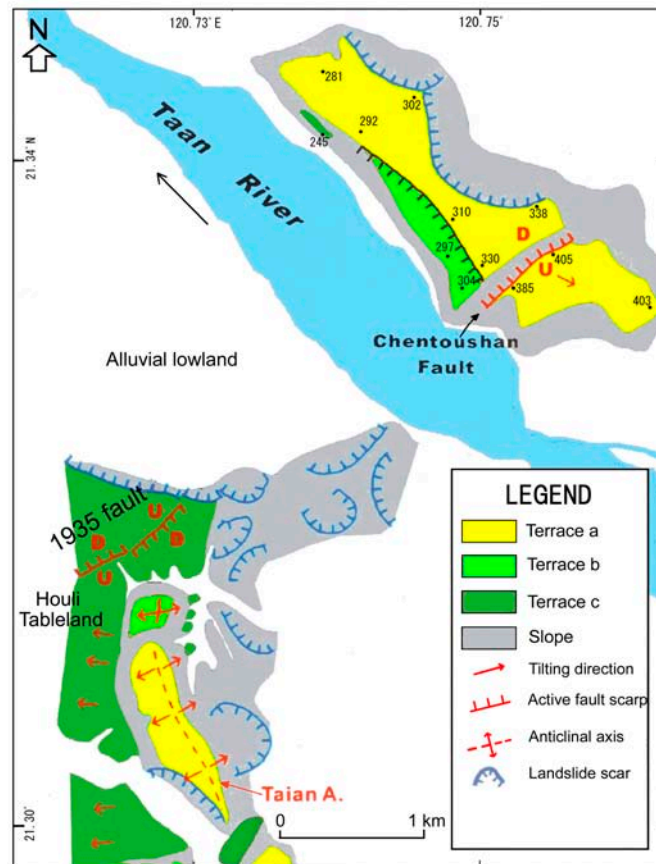 120.73 E
120.75
N
21.34 N
281
302
292
245
Taan
River
310
338
D
297
330
405
U
304
385
403
Chentoushan
Fault
Alluvial lowland
1935 fault
U
D
D
U
Houli
Tableland
Taian A.
0
1 km
21.30
LEGEND
Terrace a
Terrace b
Terrace c
Slope
Tilting direction
Active fault scarp
Anticlinal axis
Landslide scar